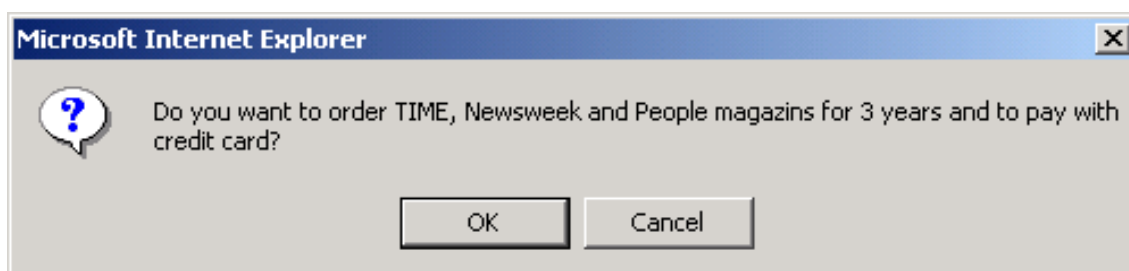 Microsoft Internet Explorer
Do you want to order TIME, Newsweek and People magazins for 3 years and to pay with
credit card?
OK Cancel